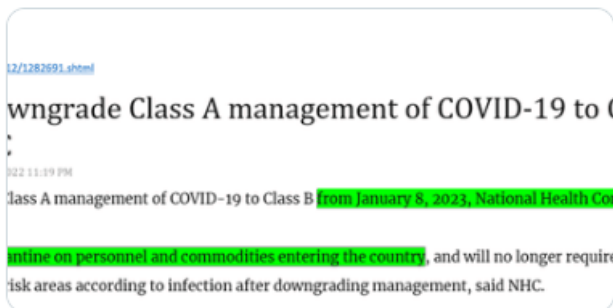 12/1282691.shtml
wngrade Class A management of COVID-19 to
022 11:19 PM
lass A management of COVID-19 to Class B from January 8, 2023, National Health Co
antine on personnel and commodities entering the country, and will no longer require
isk areas according to infection after downgrading management, said NHC.